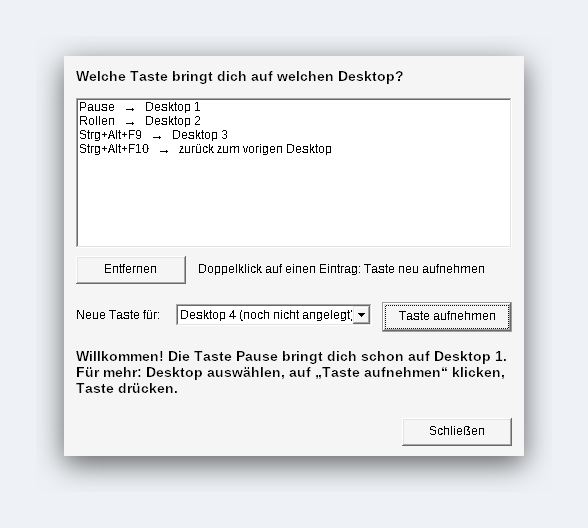 Welche Taste bringt dich auf welchen Desktop?
Pause → Desktop 1
Rollen → Desktop 2
Strg+Alt+F9 → Desktop 3
Strg+Alt+F10 → zurück zum vorigen Desktop
Entfernen Doppelklick auf einen Eintrag: Taste neu aufnehmen
Neue Taste für: Desktop 4 (noch nicht angelegt) Taste aufnehmen
Willkommen! Die Taste Pause bringt dich schon auf Desktop 1.
Für mehr: Desktop auswählen, auf „Taste aufnehmen“ klicken,
Taste drücken.
Schließen